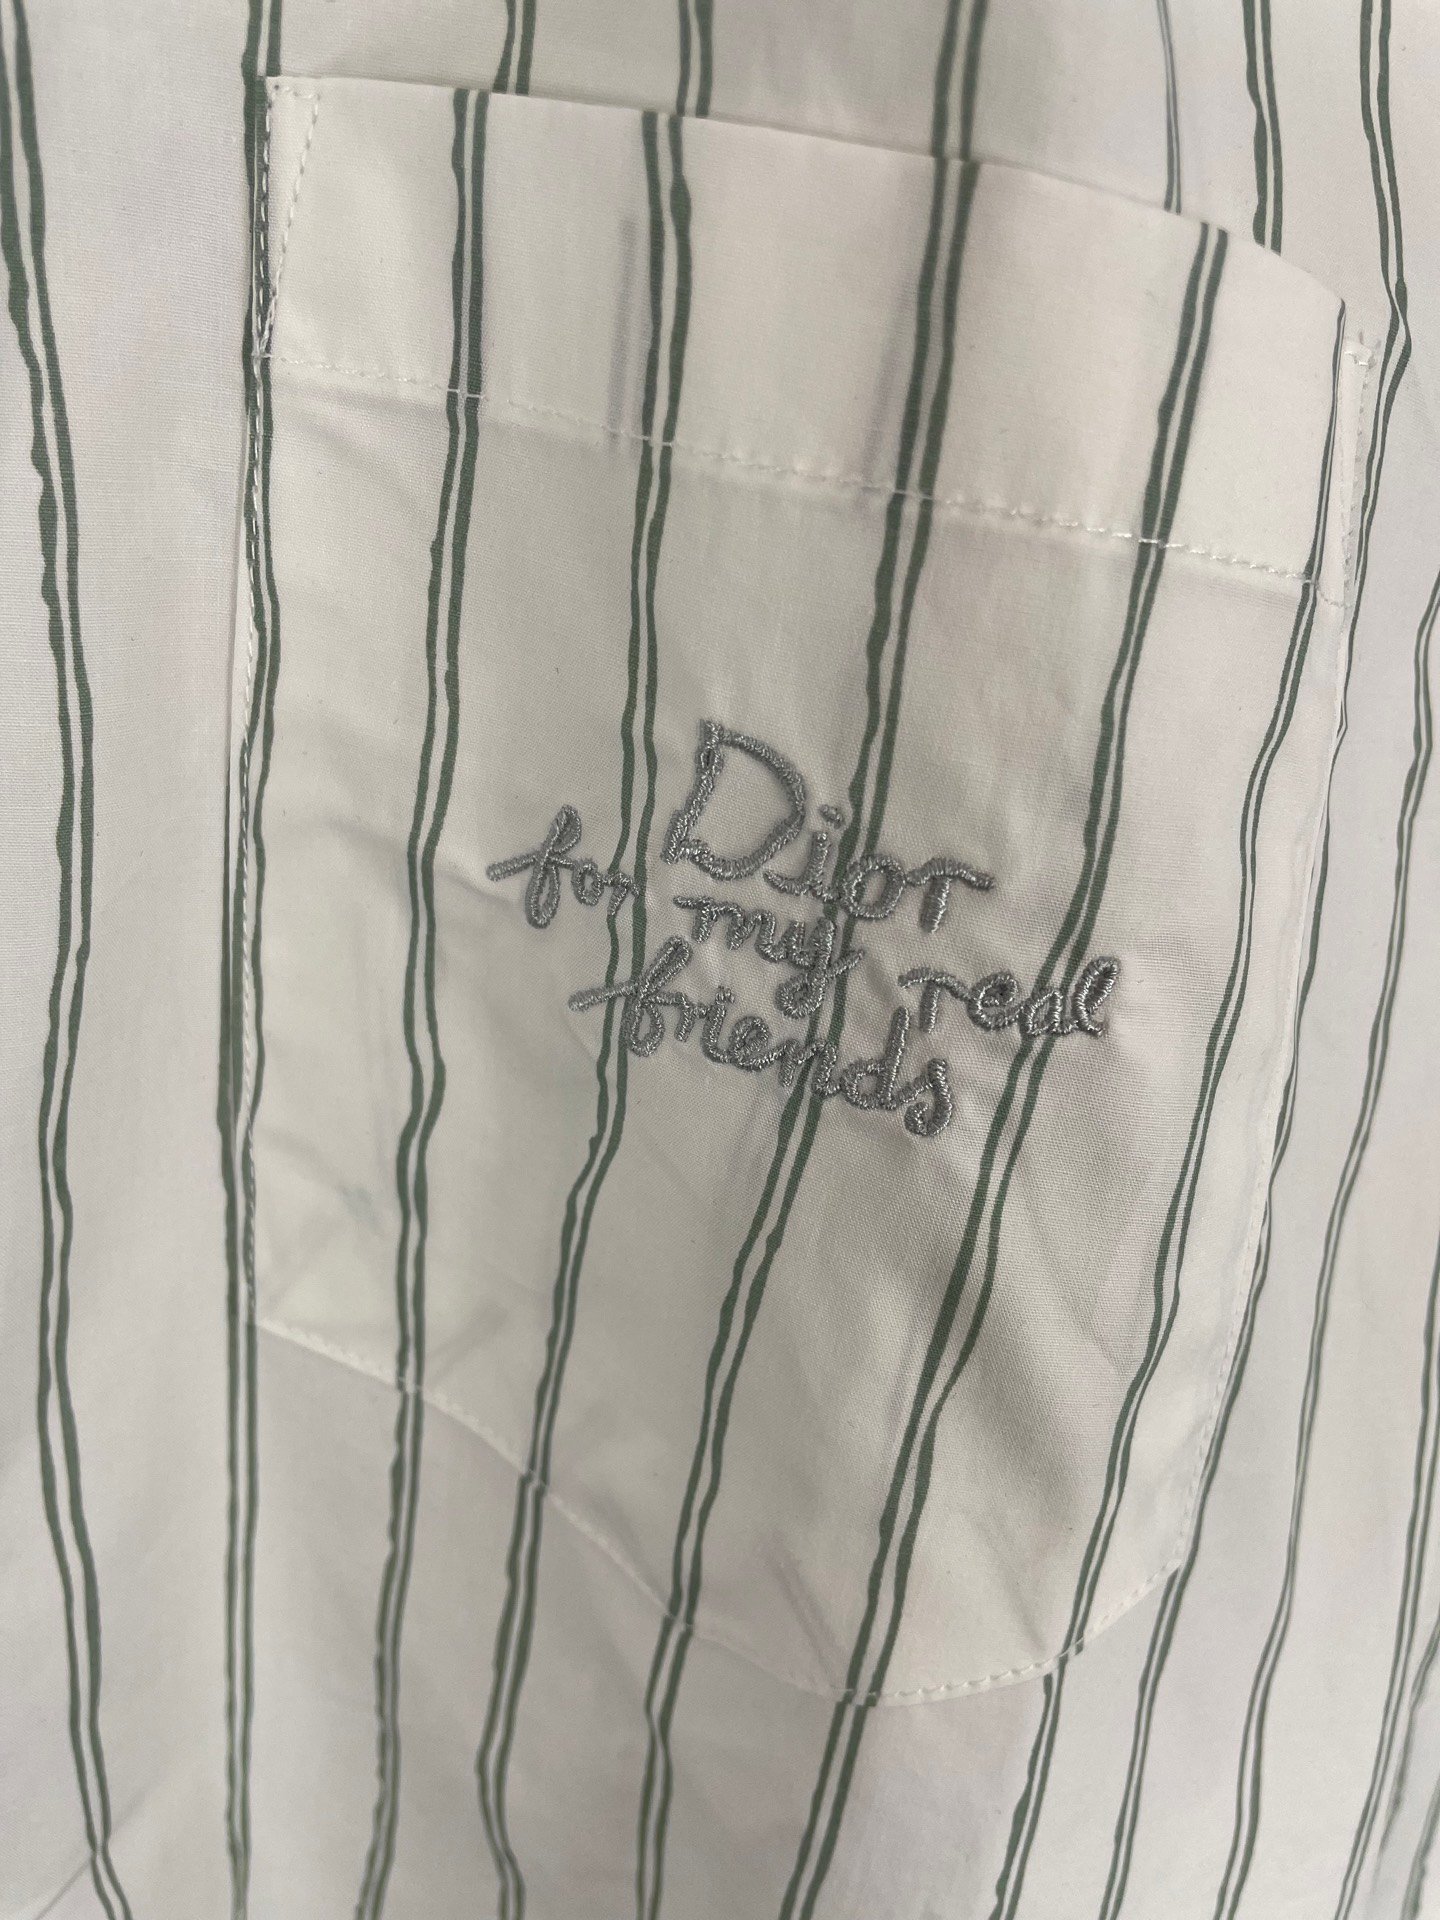 Dior
for my real
friends